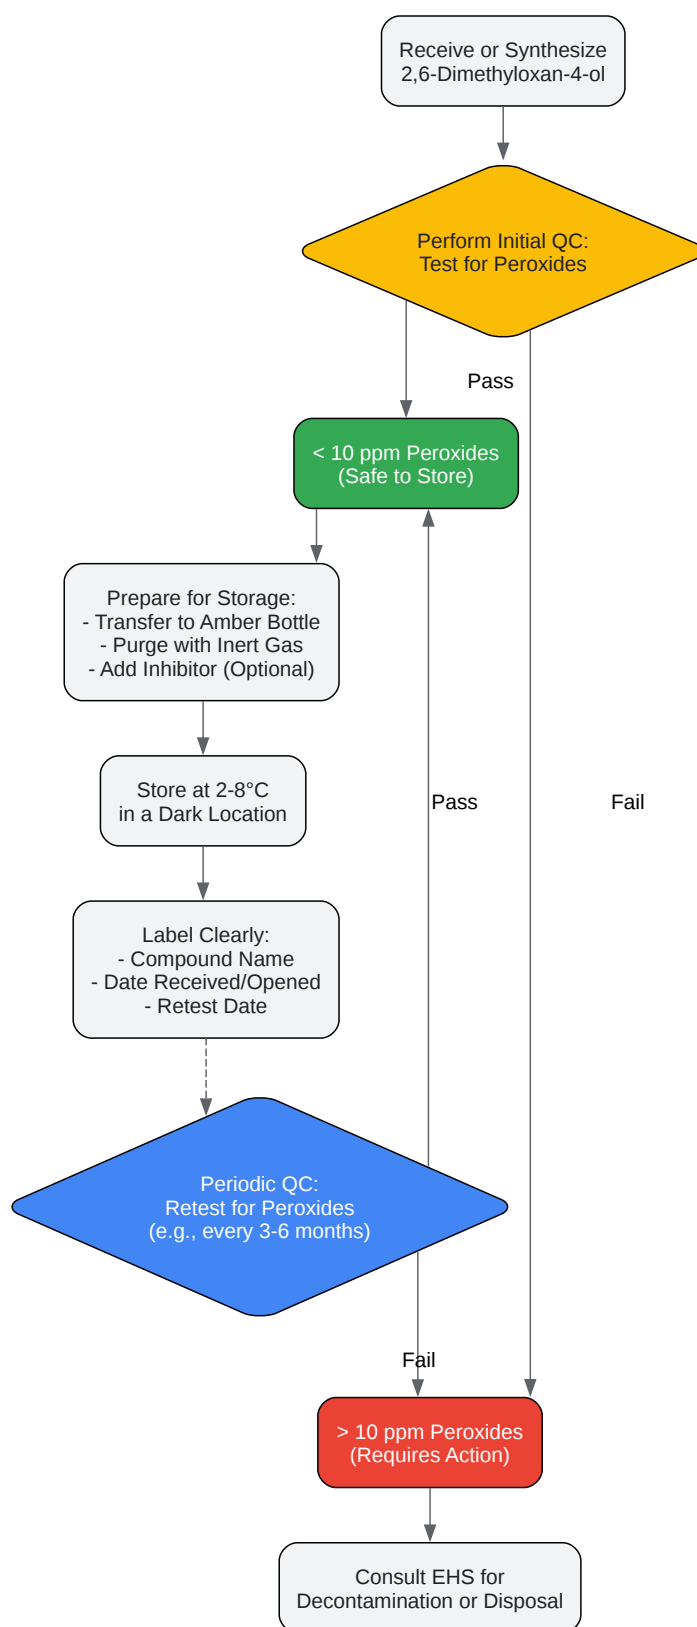 Receive or Synthesize
2,6-Dimethyloxan-4-ol
Perform Initial QC:
Test for Peroxides
Pass
< 10 ppm Peroxides
(Safe to Store)
Prepare for Storage:
- Transfer to Amber Bottle
- Purge with Inert Gas
- Add Inhibitor (Optional)
Store at 2-8°C
in a Dark Location
Pass
Fail
Label Clearly:
- Compound Name
- Date Received/Opened
- Retest Date
Periodic QC:
Retest for Peroxides
(e.g., every 3-6 months)
Fail
> 10 ppm Peroxides
(Requires Action)
Consult EHS for
Decontamination or Disposal